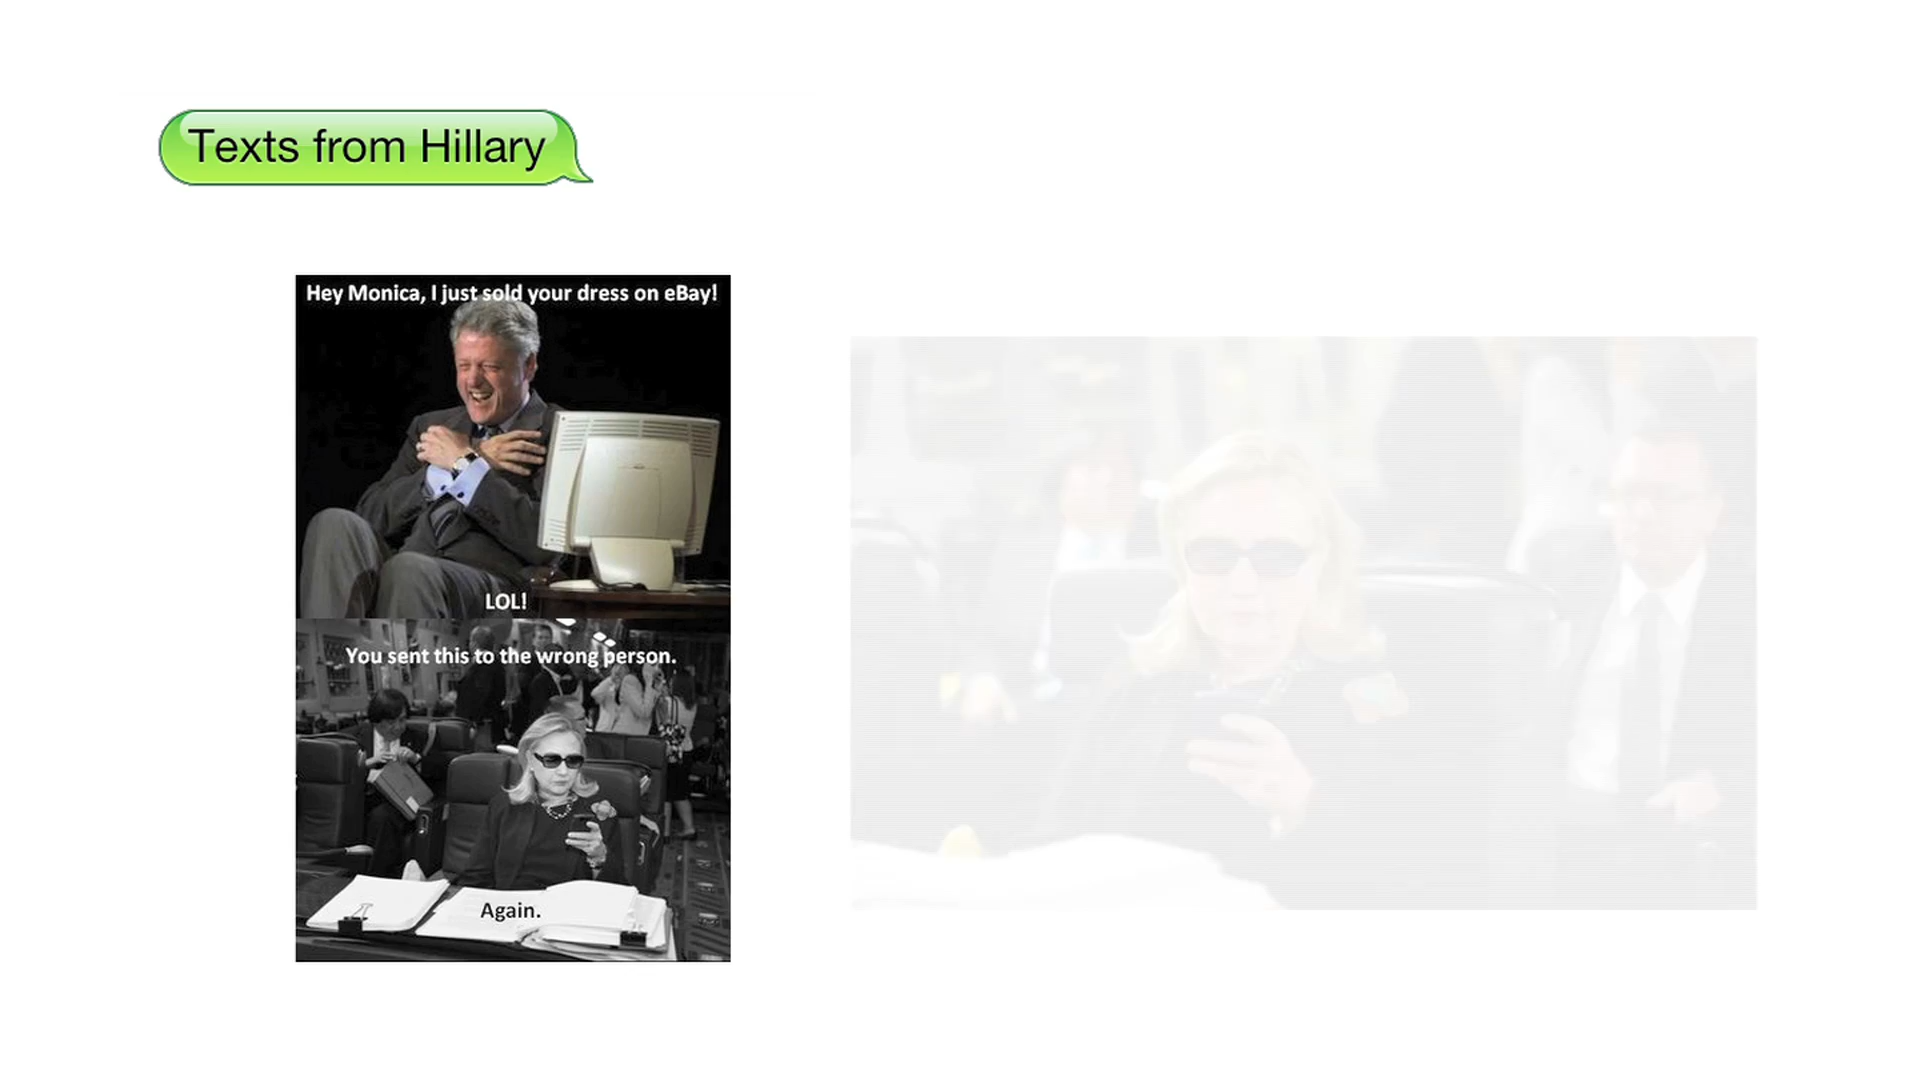 Texts from Hillary
Hey Monica, I just sold your dress on eBay!
LOL!
You sent this to the wrong person.
Again.